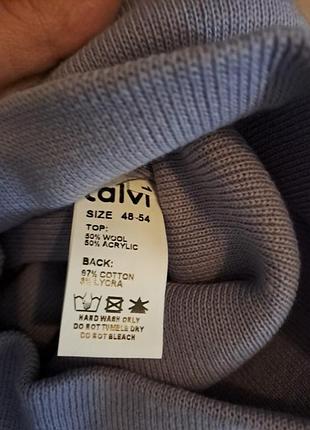 talvi
SIZE 48-54
TOP:
50% WOOL
50% ACRYLIC
BACK:
97% COTTON
3% LYCRA
HAND WASH ONLY
DO NOT TUMBLE DRY
DO NOT BLEACH